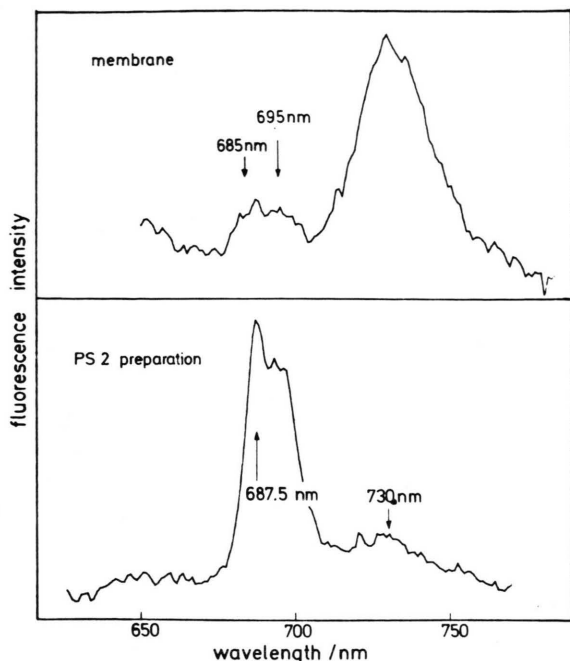 membrane
695nm
685nm
fluorescence intensity
PS 2 preparation
687.5 nm
730nm
650
700
750
wavelength / nm